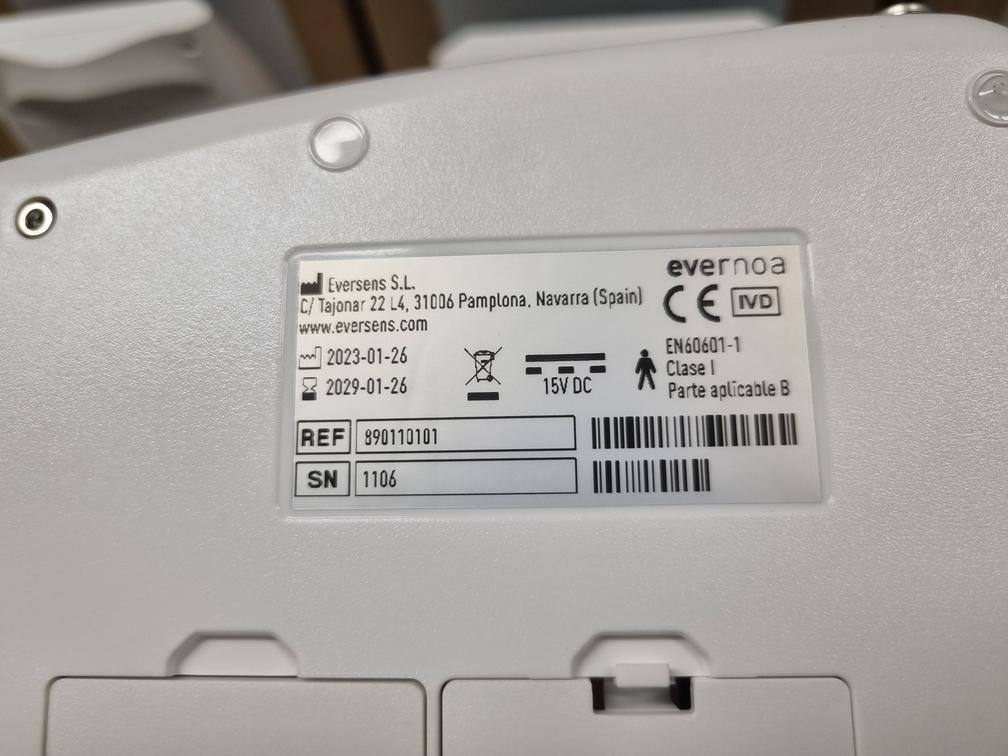 Eversens S.L.
C/ Tajonar 22 L4, 31006 Pamplona, Navarra (Spain)
www.eversens.com
evernoa
CE IVD
2023-01-26
2029-01-26
15V DC
EN60601-1
Clase I
Parte aplicable B
REF 890110101
SN 1106